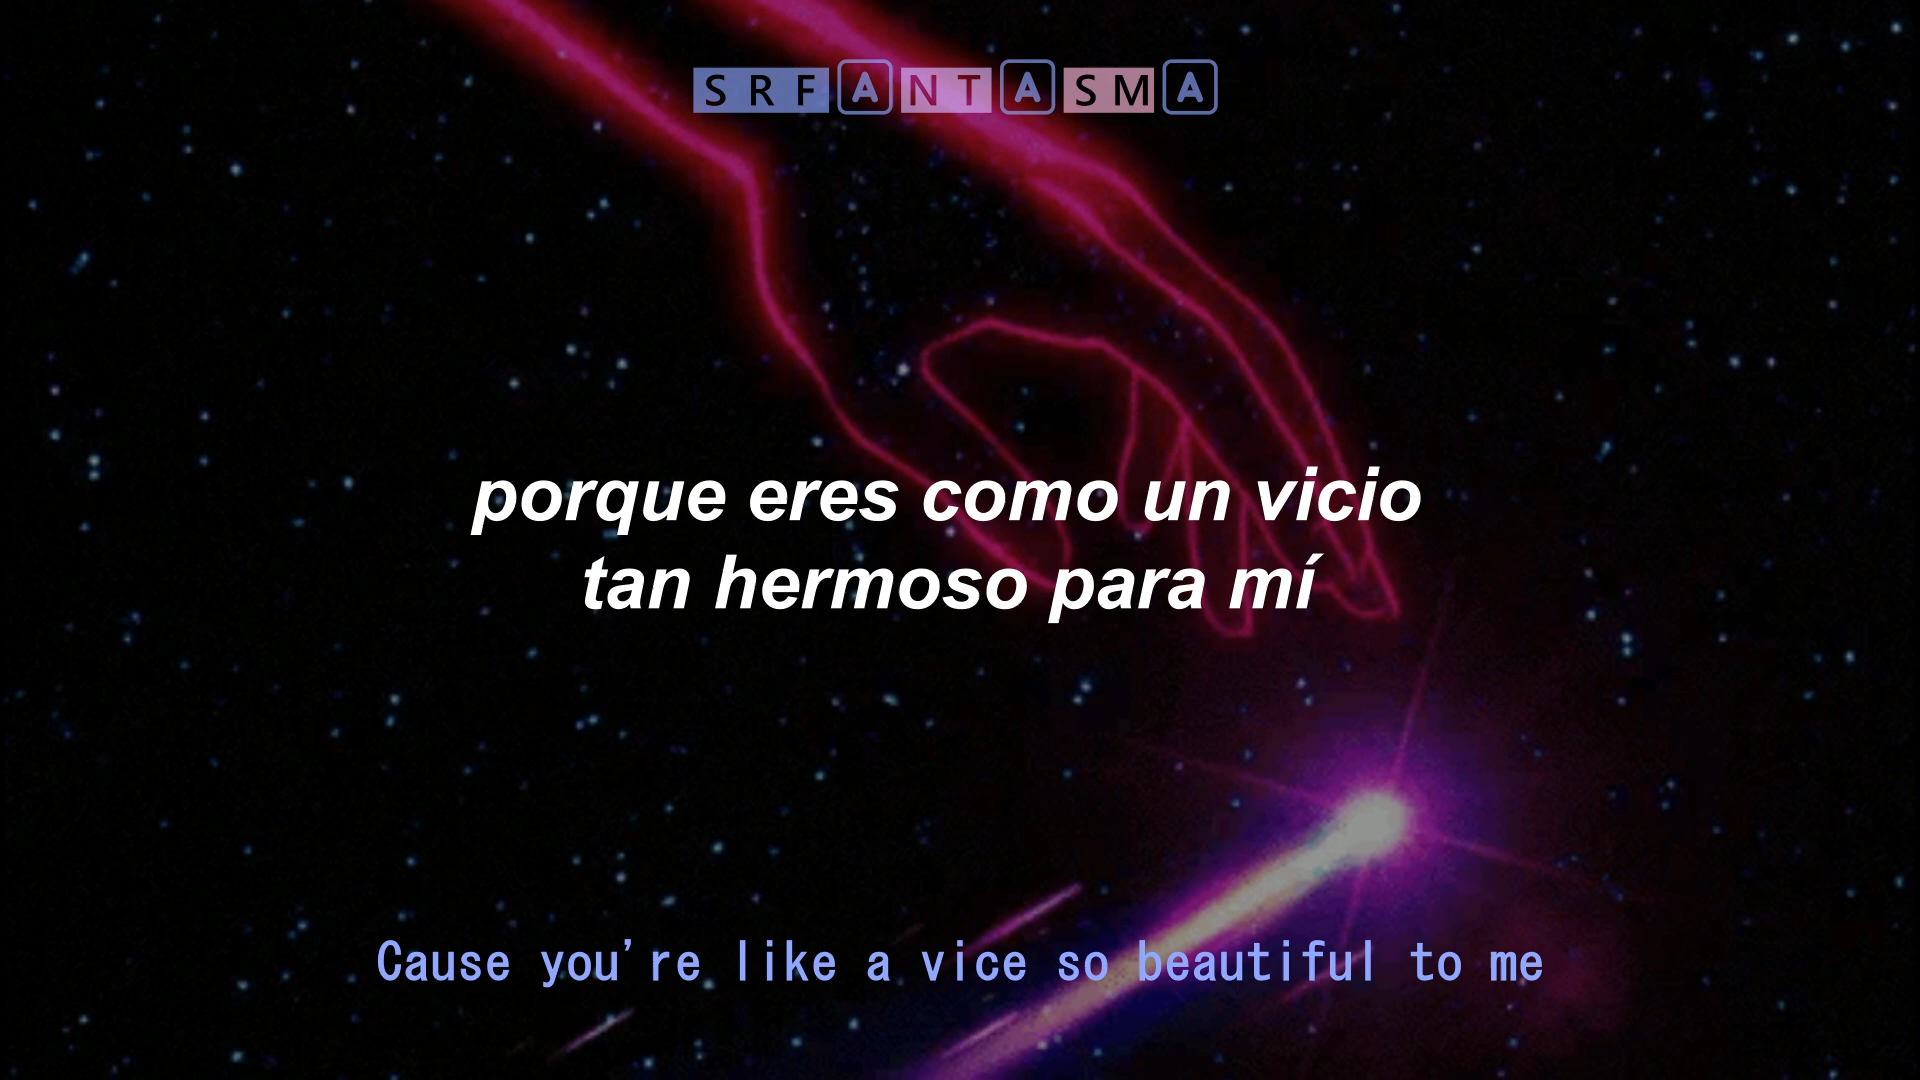 SRFANTASMA
porque eres como un vicio
tan hermoso para mí
Cause you're like a vice so beautiful to me